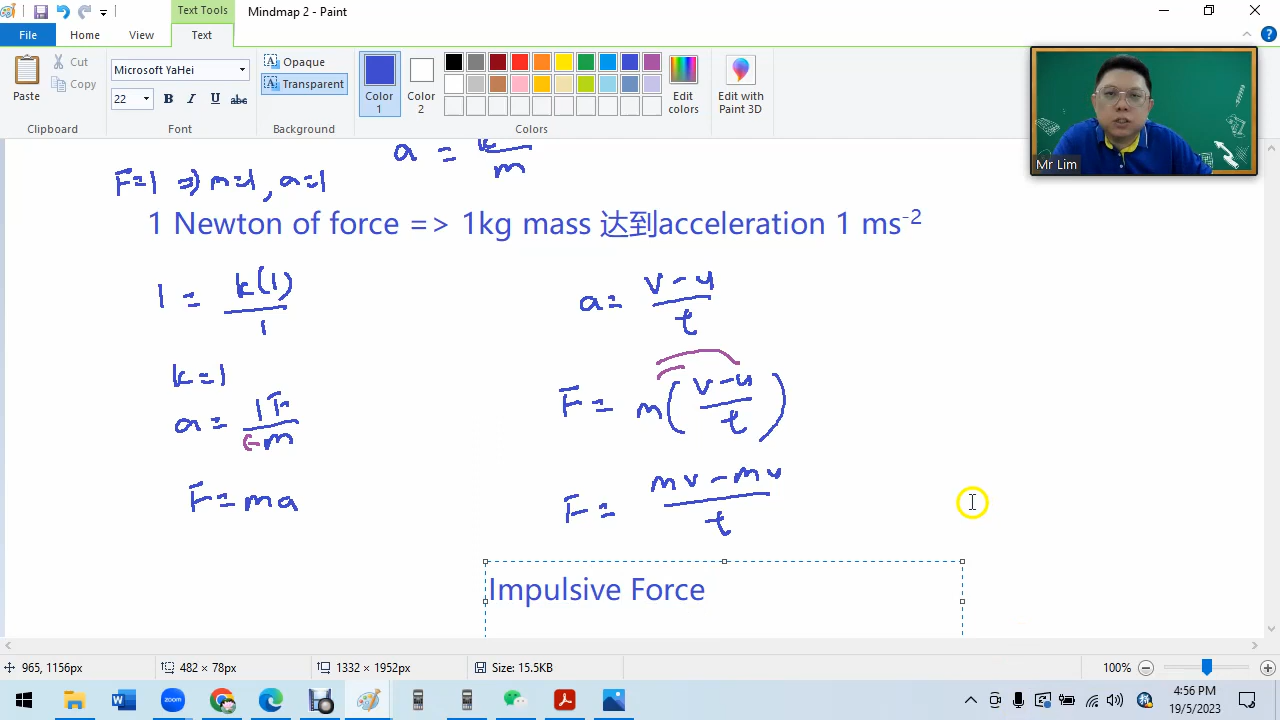 Text Tools
Mindmap 2 - Paint
File Home View Text
Paste
Cut
Copy
Clipboard
Microsoft YaHei
22 B I U abc
Font
Opaque
Transparent
Background
Color 1
Color 2
Colors
Edit colors
Edit with Paint 3D
Mr Lim
a = k/m
F=1 => m=1, a=1
1 Newton of force => 1kg mass 达到acceleration 1 ms⁻²
1 = k(1)/1
k=1
a = 1F/m
F=ma
a = v-u/t
F = m(v-u/t)
F = mv-mu/t
Impulsive Force
965, 1156px
482 × 78px
1332 × 1952px
Size: 15.5KB
100%
zoom
4:56 PM
19/5/2023